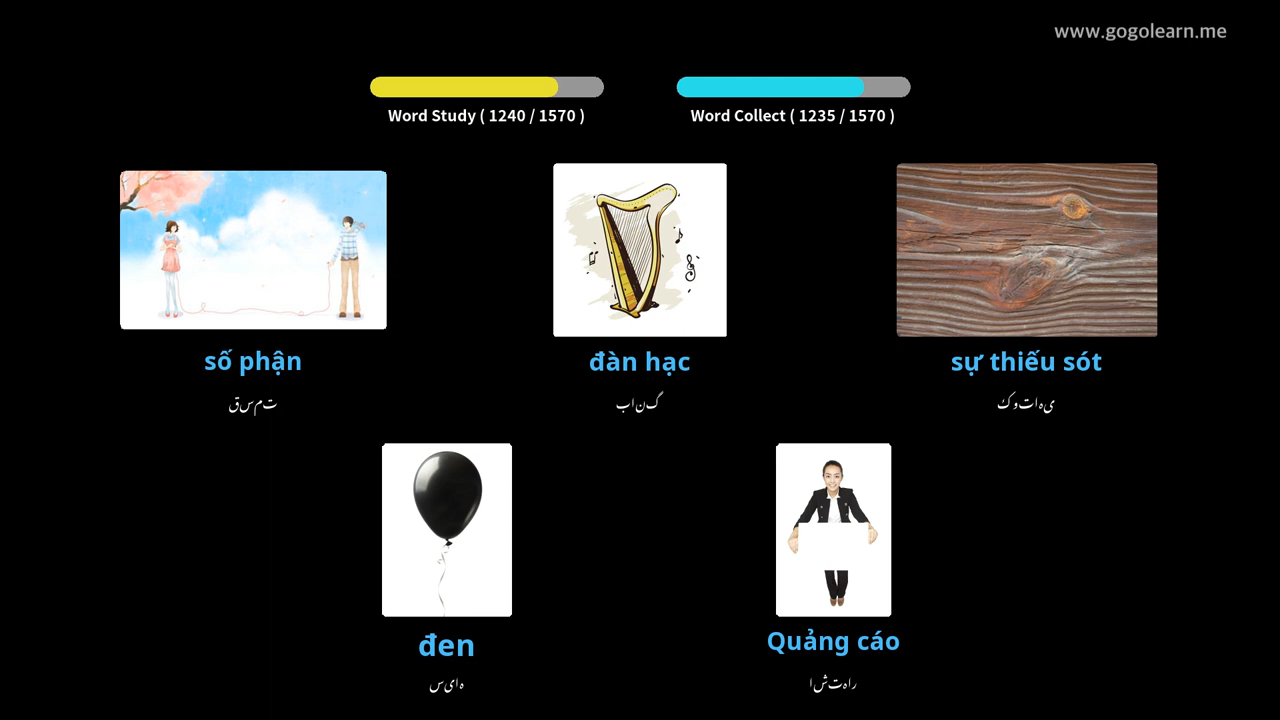 www.gogolearn.me
Word Study ( 1240 / 1570 )
Word Collect ( 1235 / 1570 )
số phận
قسمت
đàn hạc
بانگ
sự thiếu sót
کوتاہی
đen
سیاہ
Quảng cáo
اشتہار